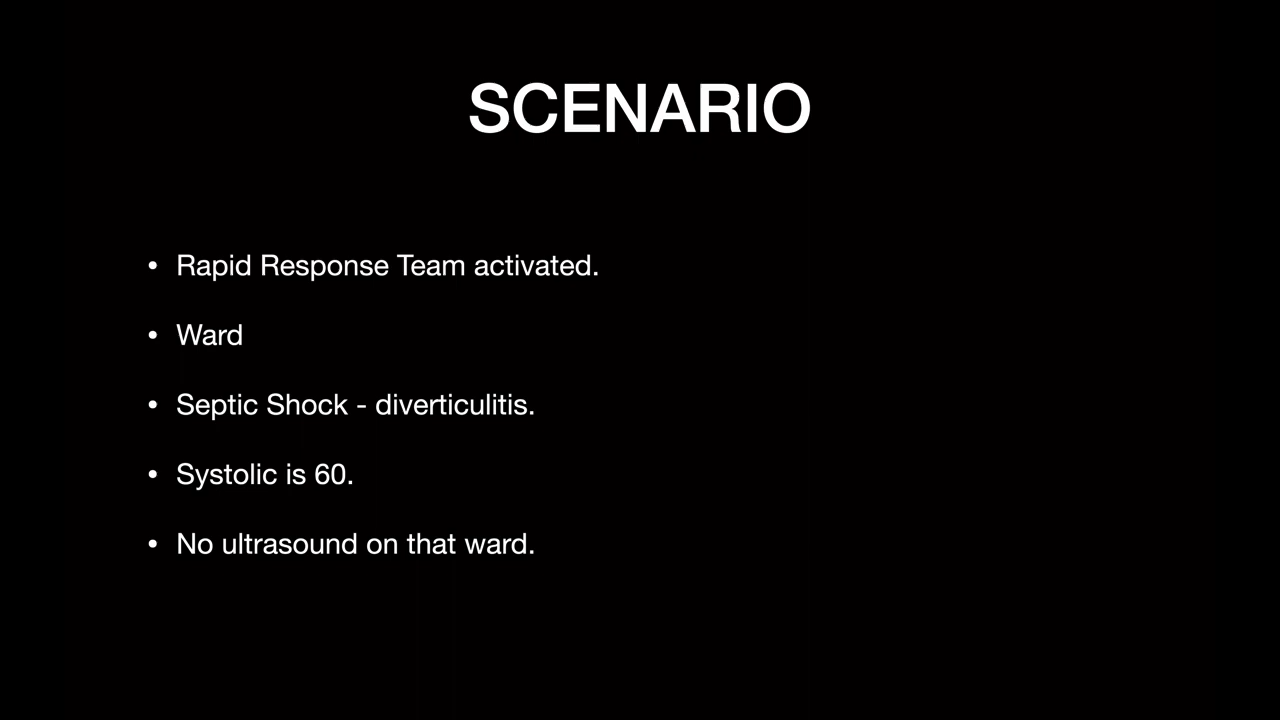 SCENARIO
• Rapid Response Team activated.
• Ward
• Septic Shock - diverticulitis.
• Systolic is 60.
• No ultrasound on that ward.